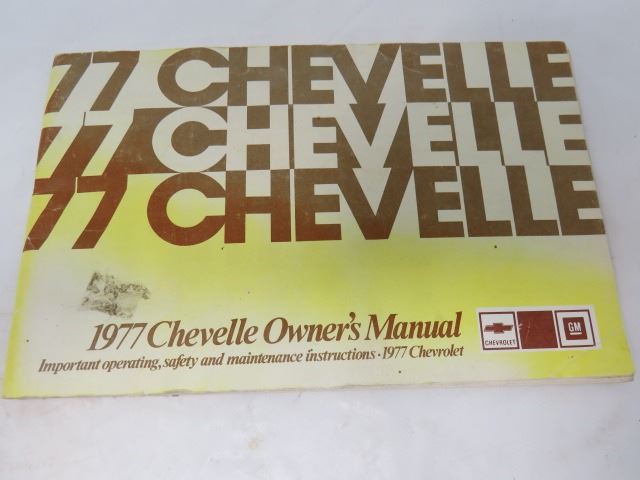 77 CHEVELLE
77 CHEVELLE
77 CHEVELLE
1977 Chevelle Owner's Manual
Important operating, safety and maintenance instructions · 1977 Chevrolet
CHEVROLET
GM